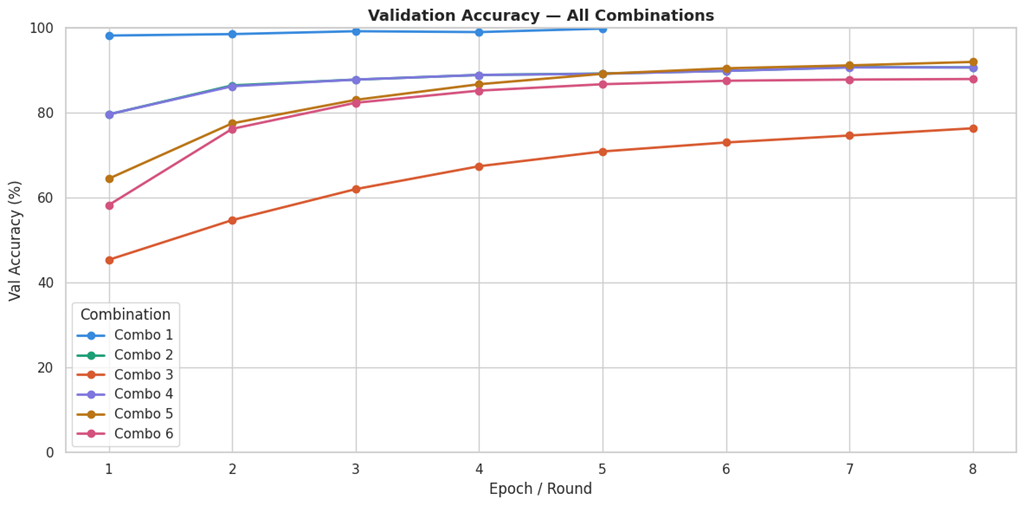 Validation Accuracy — All Combinations
100
80
60
40
20
0
Val Accuracy (%)
Combination
Combo 1
Combo 2
Combo 3
Combo 4
Combo 5
Combo 6
1 2 3 4 5 6 7 8
Epoch / Round